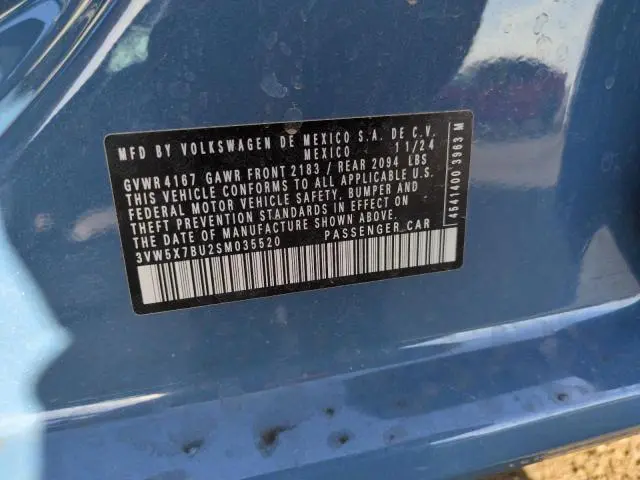 MFD BY VOLKSWAGEN DE MEXICO S.A. DE C.V.
MEXICO 11/24
GVWR 4167 GAWR FRONT 2183 / REAR 2094 LBS
THIS VEHICLE CONFORMS TO ALL APPLICABLE U.S.
FEDERAL MOTOR VEHICLE SAFETY, BUMPER AND
THEFT PREVENTION STANDARDS IN EFFECT ON
THE DATE OF MANUFACTURE SHOWN ABOVE.
3VW5X7BU2SM035520 PASSENGER CAR
4541400 3963 M